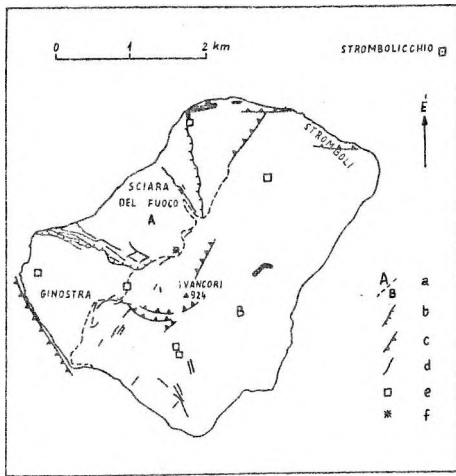 0 1 2 km
STROMBOLICCHIO
É
STROMBOLI
SCIARA
DEL FUOCO
A
I VANCORI
924
GINOSTRA
B
A
B
a
b
c
d
e
f